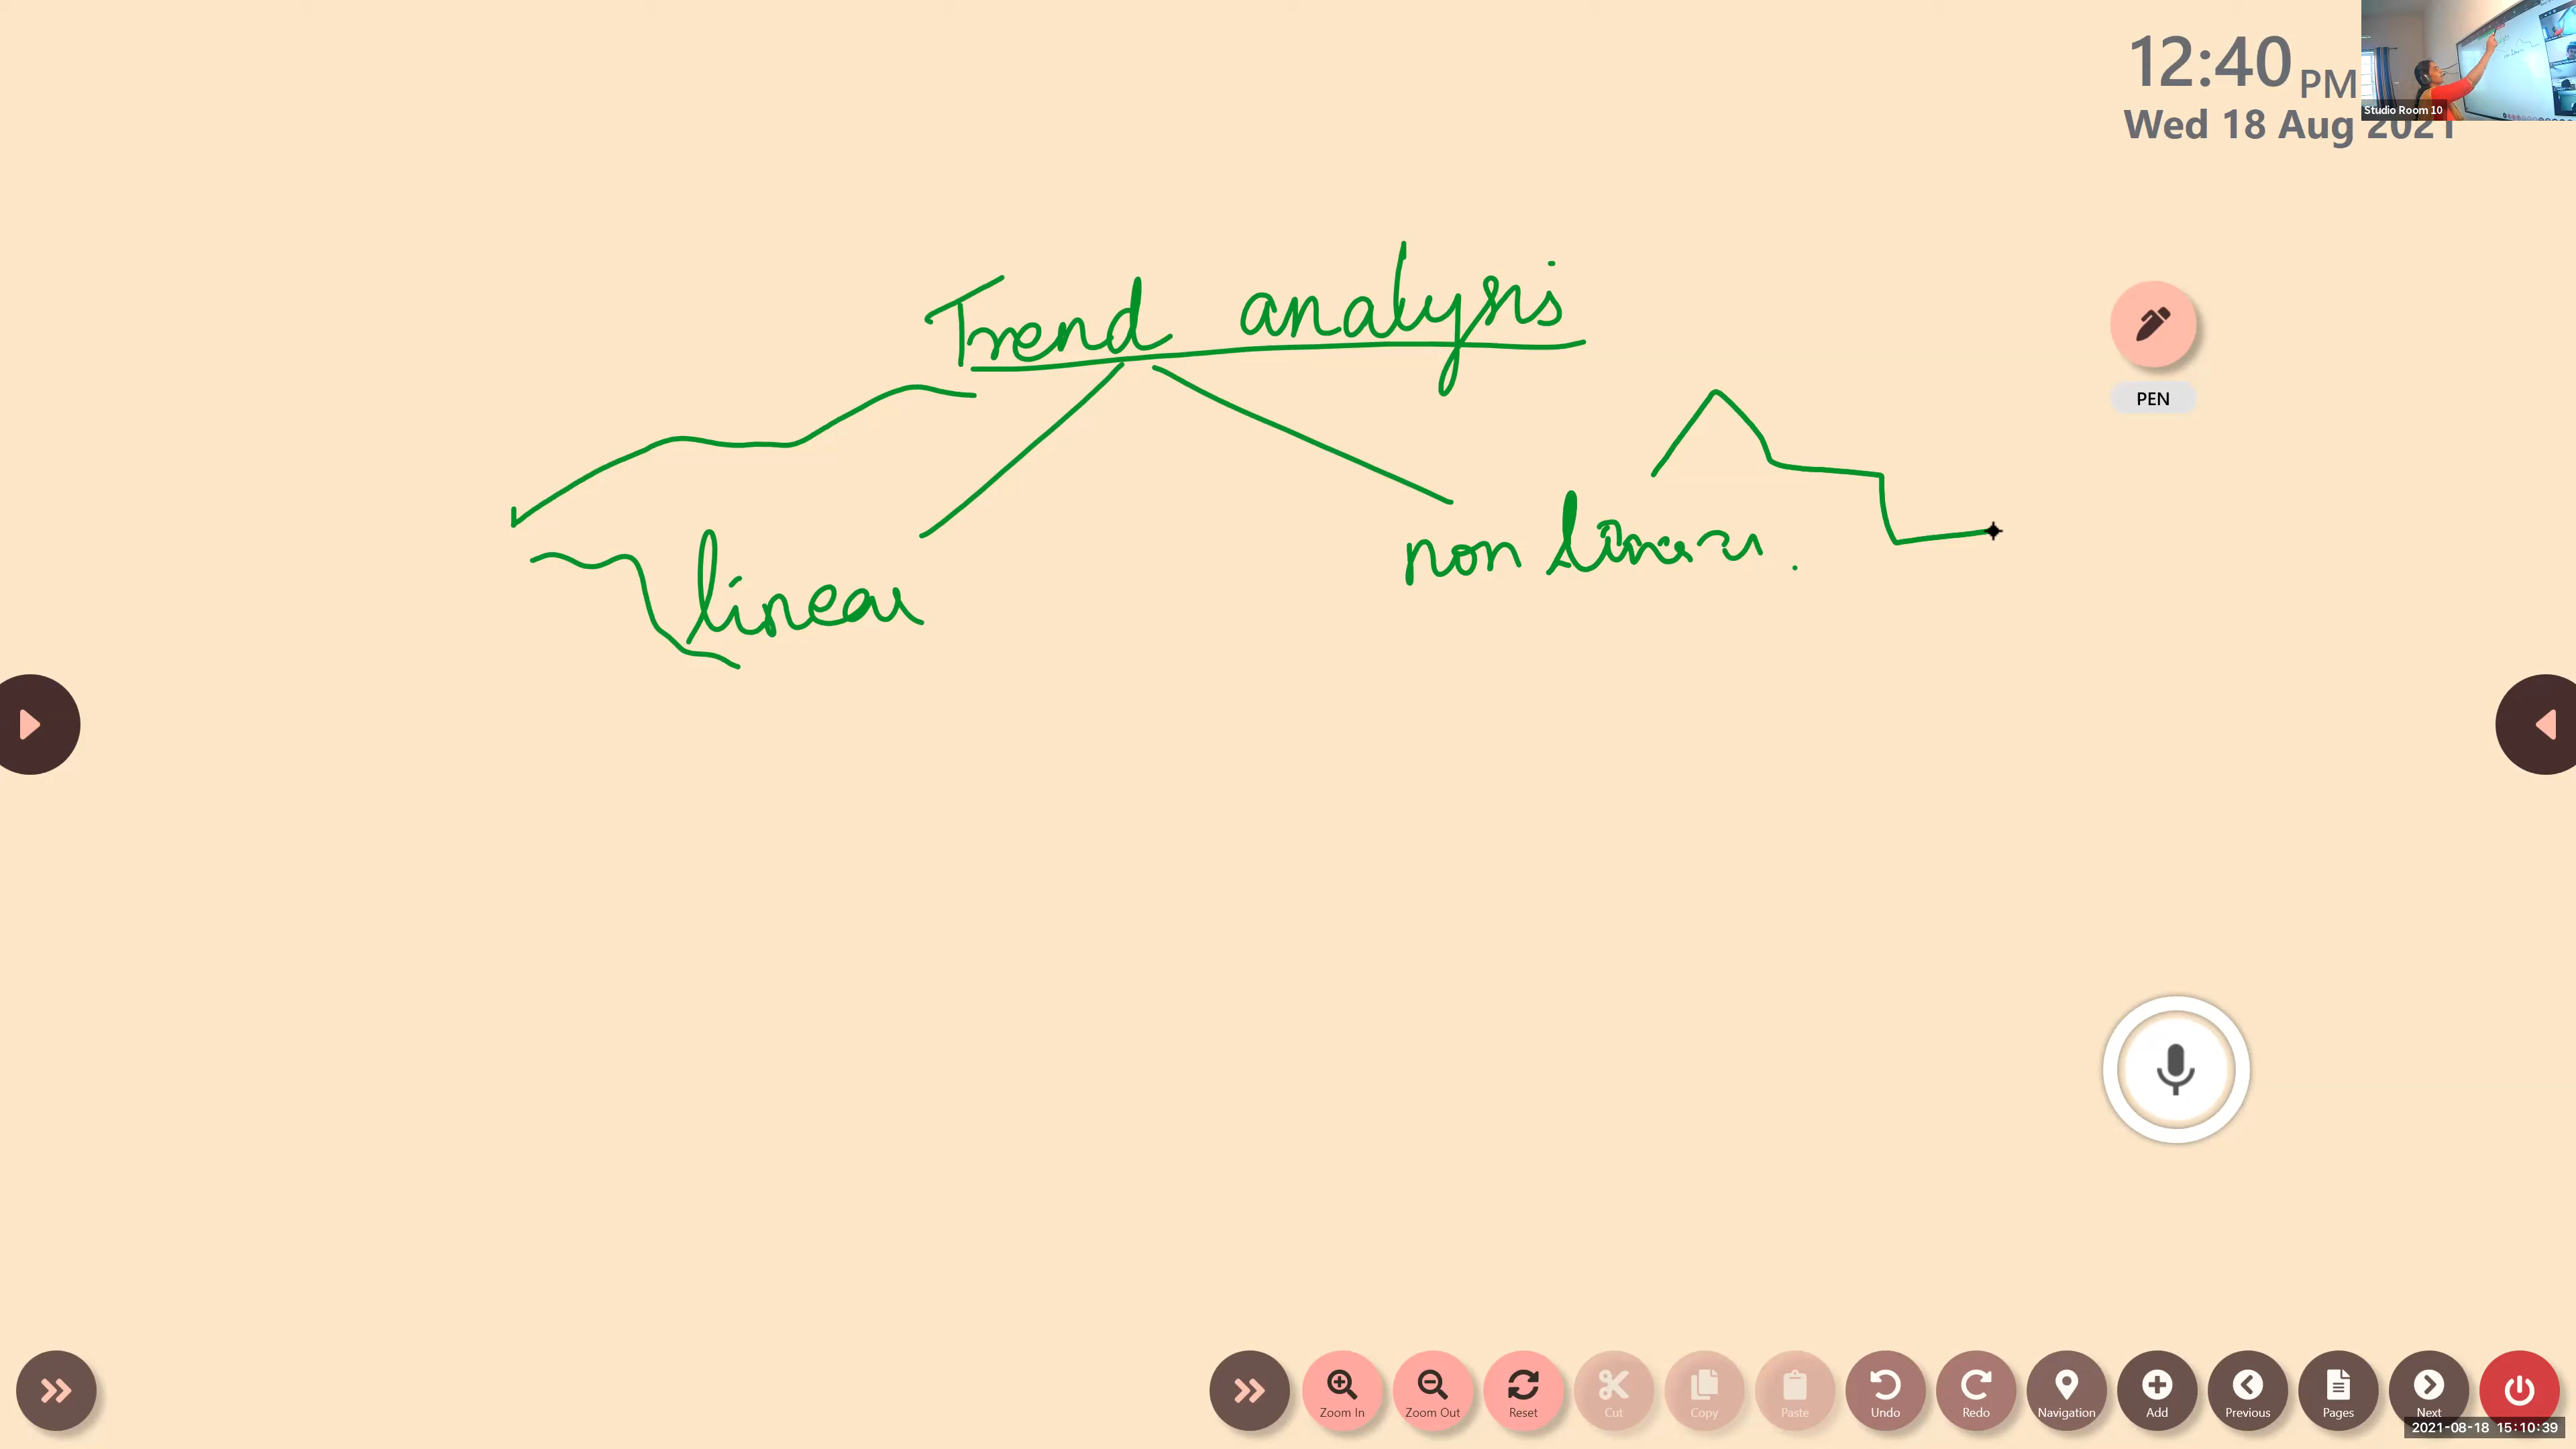 12:40 PM
Studio Room 10
Wed 18 Aug 2021
Trend analysis
PEN
linear
non linear.
Zoom In
Zoom Out
Reset
Cut
Copy
Paste
Undo
Redo
Navigation
Add
Previous
Pages
Next
2021-08-18 15:10:39